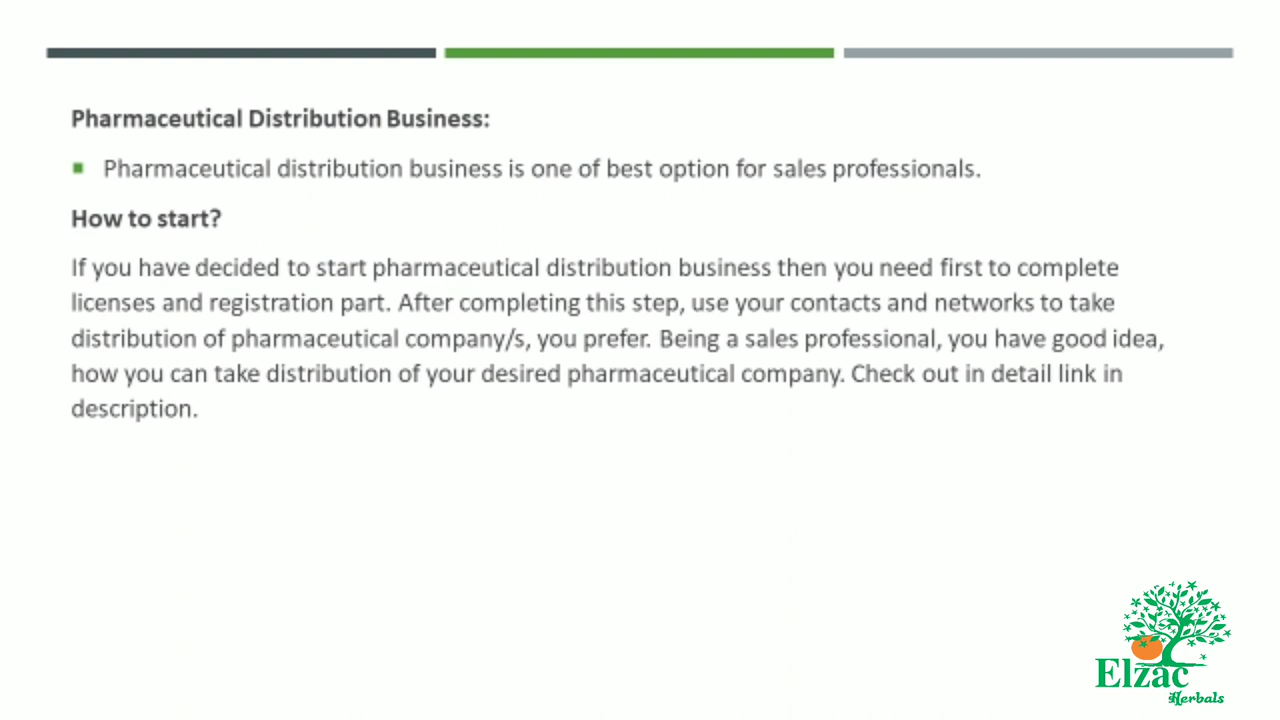 Pharmaceutical Distribution Business:
Pharmaceutical distribution business is one of best option for sales professionals.
How to start?
If you have decided to start pharmaceutical distribution business then you need first to complete
licenses and registration part. After completing this step, use your contacts and networks to take
distribution of pharmaceutical company/s, you prefer. Being a sales professional, you have good idea,
how you can take distribution of your desired pharmaceutical company. Check out in detail link in
description.
Elzac
Herbals